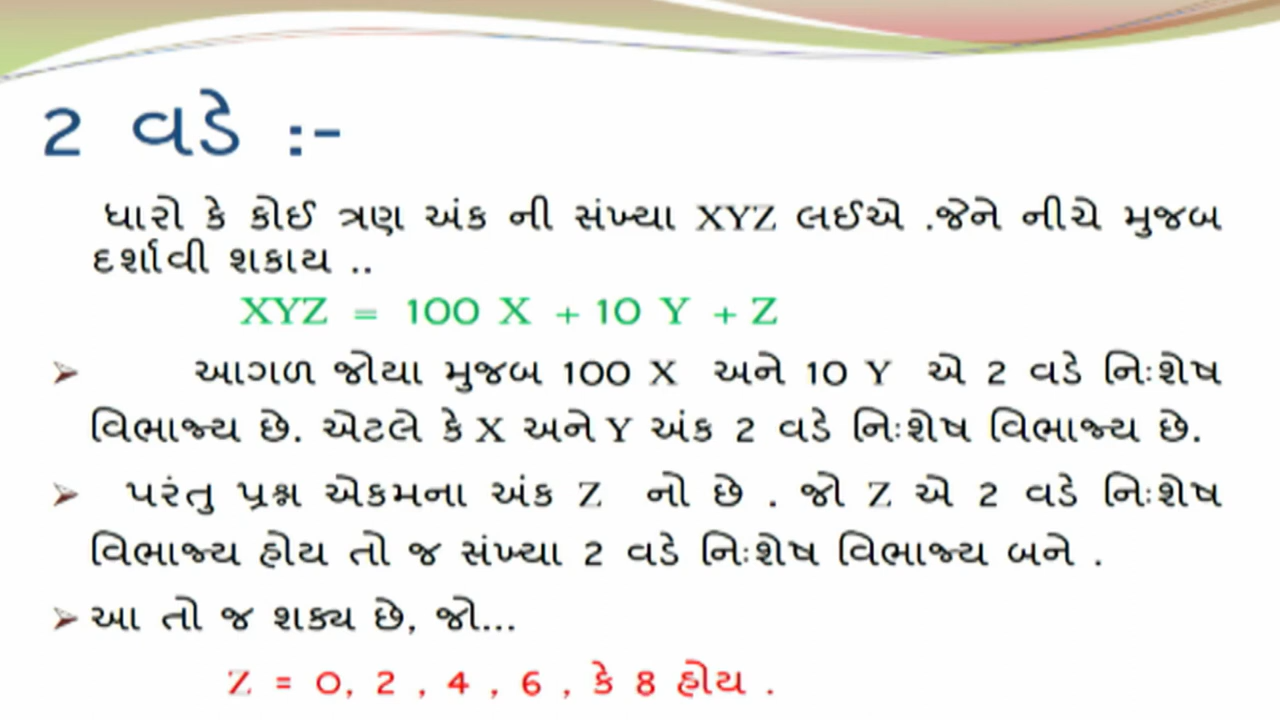 2 વડે :-
ધારો કે કોઈ ત્રણ અંક ની સંખ્યા XYZ લઈએ .જેને નીચે મુજબ
દર્શાવી શકાય ..
XYZ = 100 X + 10 Y + Z
➢ આગળ જોયા મુજબ 100 X અને 10 Y એ 2 વડે નિઃશેષ
વિભાજ્ય છે. એટલે કે X અને Y અંક 2 વડે નિઃશેષ વિભાજ્ય છે.
➢ પરંતુ પ્રશ્ન એકમના અંક Z નો છે . જો Z એ 2 વડે નિઃશેષ
વિભાજ્ય હોય તો જ સંખ્યા 2 વડે નિઃશેષ વિભાજ્ય બને .
➢ આ તો જ શક્ય છે, જો...
Z = 0, 2 , 4 , 6 , કે 8 હોય .